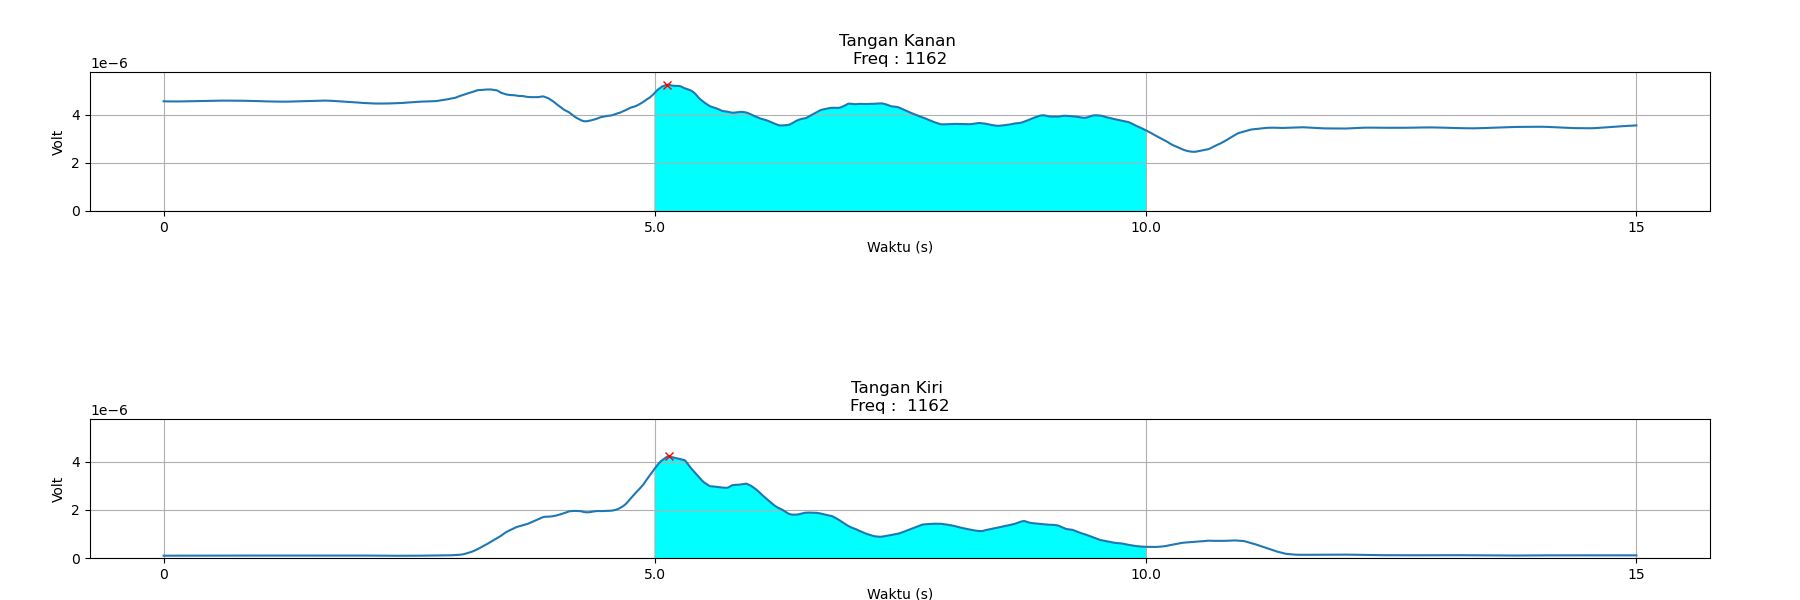 Tangan Kanan
Freq : 1162
1e−6
Volt
4
2
0
0 5.0 10.0 15
Waktu (s)
Tangan Kiri
Freq :  1162
1e−6
Volt
4
2
0
0 5.0 10.0 15
Waktu (s)